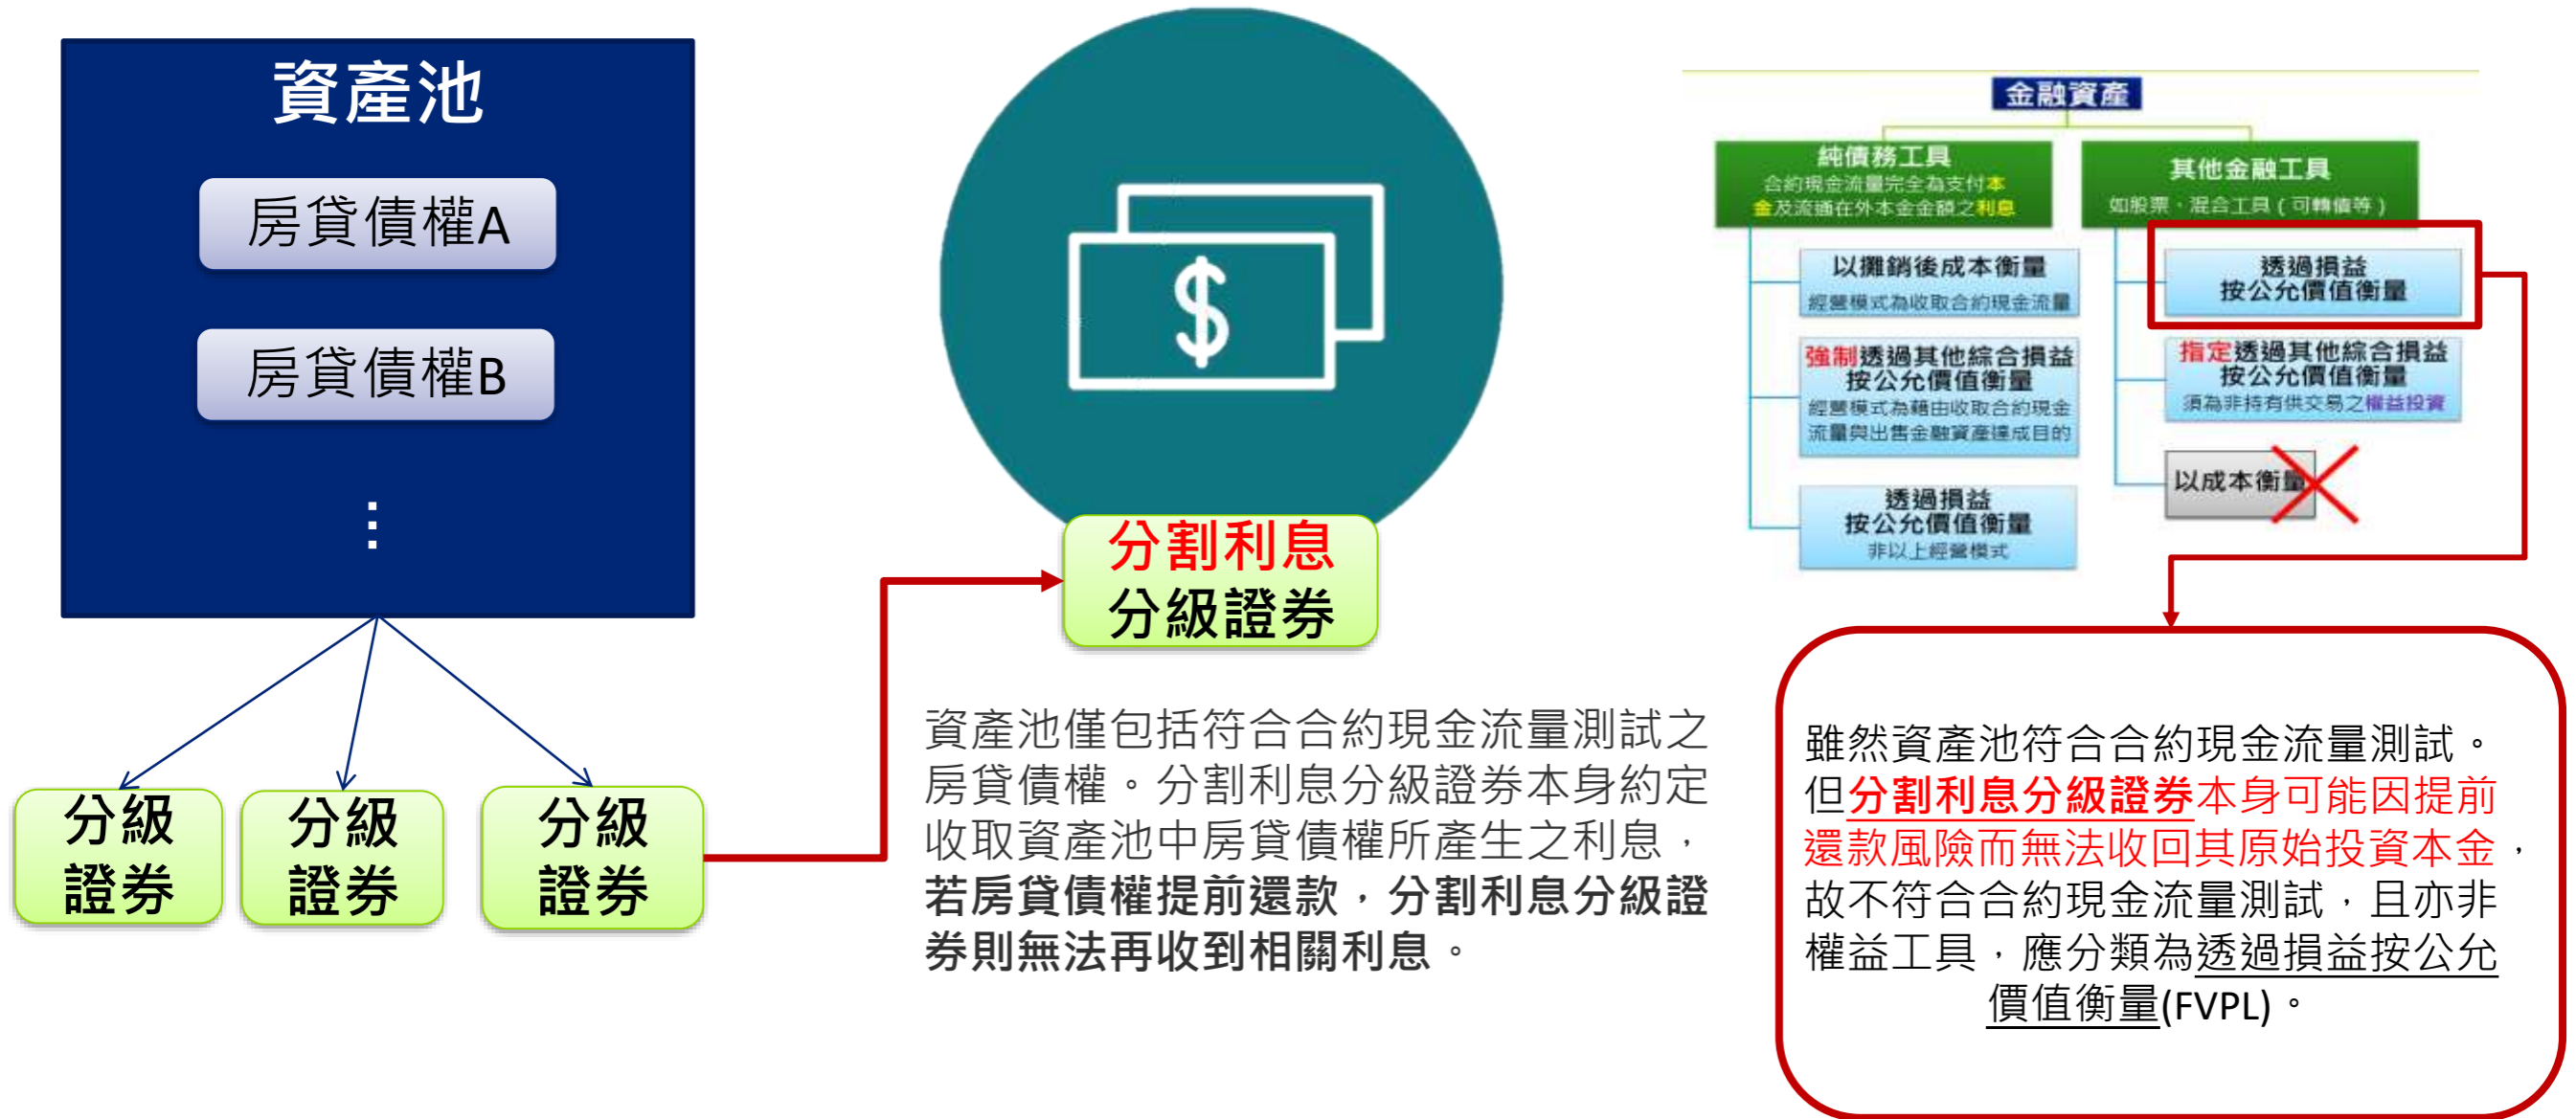 資產池
房貸債權A
房貸債權B
⋮
分級
證券
分級
證券
分級
證券
$
分割利息
分級證券
資產池僅包括符合合約現金流量測試之
房貸債權。分割利息分級證券本身約定
收取資產池中房貸債權所產生之利息，
若房貸債權提前還款，分割利息分級證
券則無法再收到相關利息。
金融資產
純債務工具
合約現金流量完全為支付本
金及流通在外本金金額之利息
以攤銷後成本衡量
經營模式為收取合約現金流量
強制透過其他綜合損益
按公允價值衡量
經營模式為藉由收取合約現金
流量與出售金融資產達成目的
透過損益
按公允價值衡量
非以上經營模式
其他金融工具
如股票、混合工具（可轉債等）
透過損益
按公允價值衡量
指定透過其他綜合損益
按公允價值衡量
須為非持有供交易之權益投資
以成本衡量
雖然資產池符合合約現金流量測試。
但分割利息分級證券本身可能因提前
還款風險而無法收回其原始投資本金，
故不符合合約現金流量測試，且亦非
權益工具，應分類為透過損益按公允
價值衡量(FVPL)。